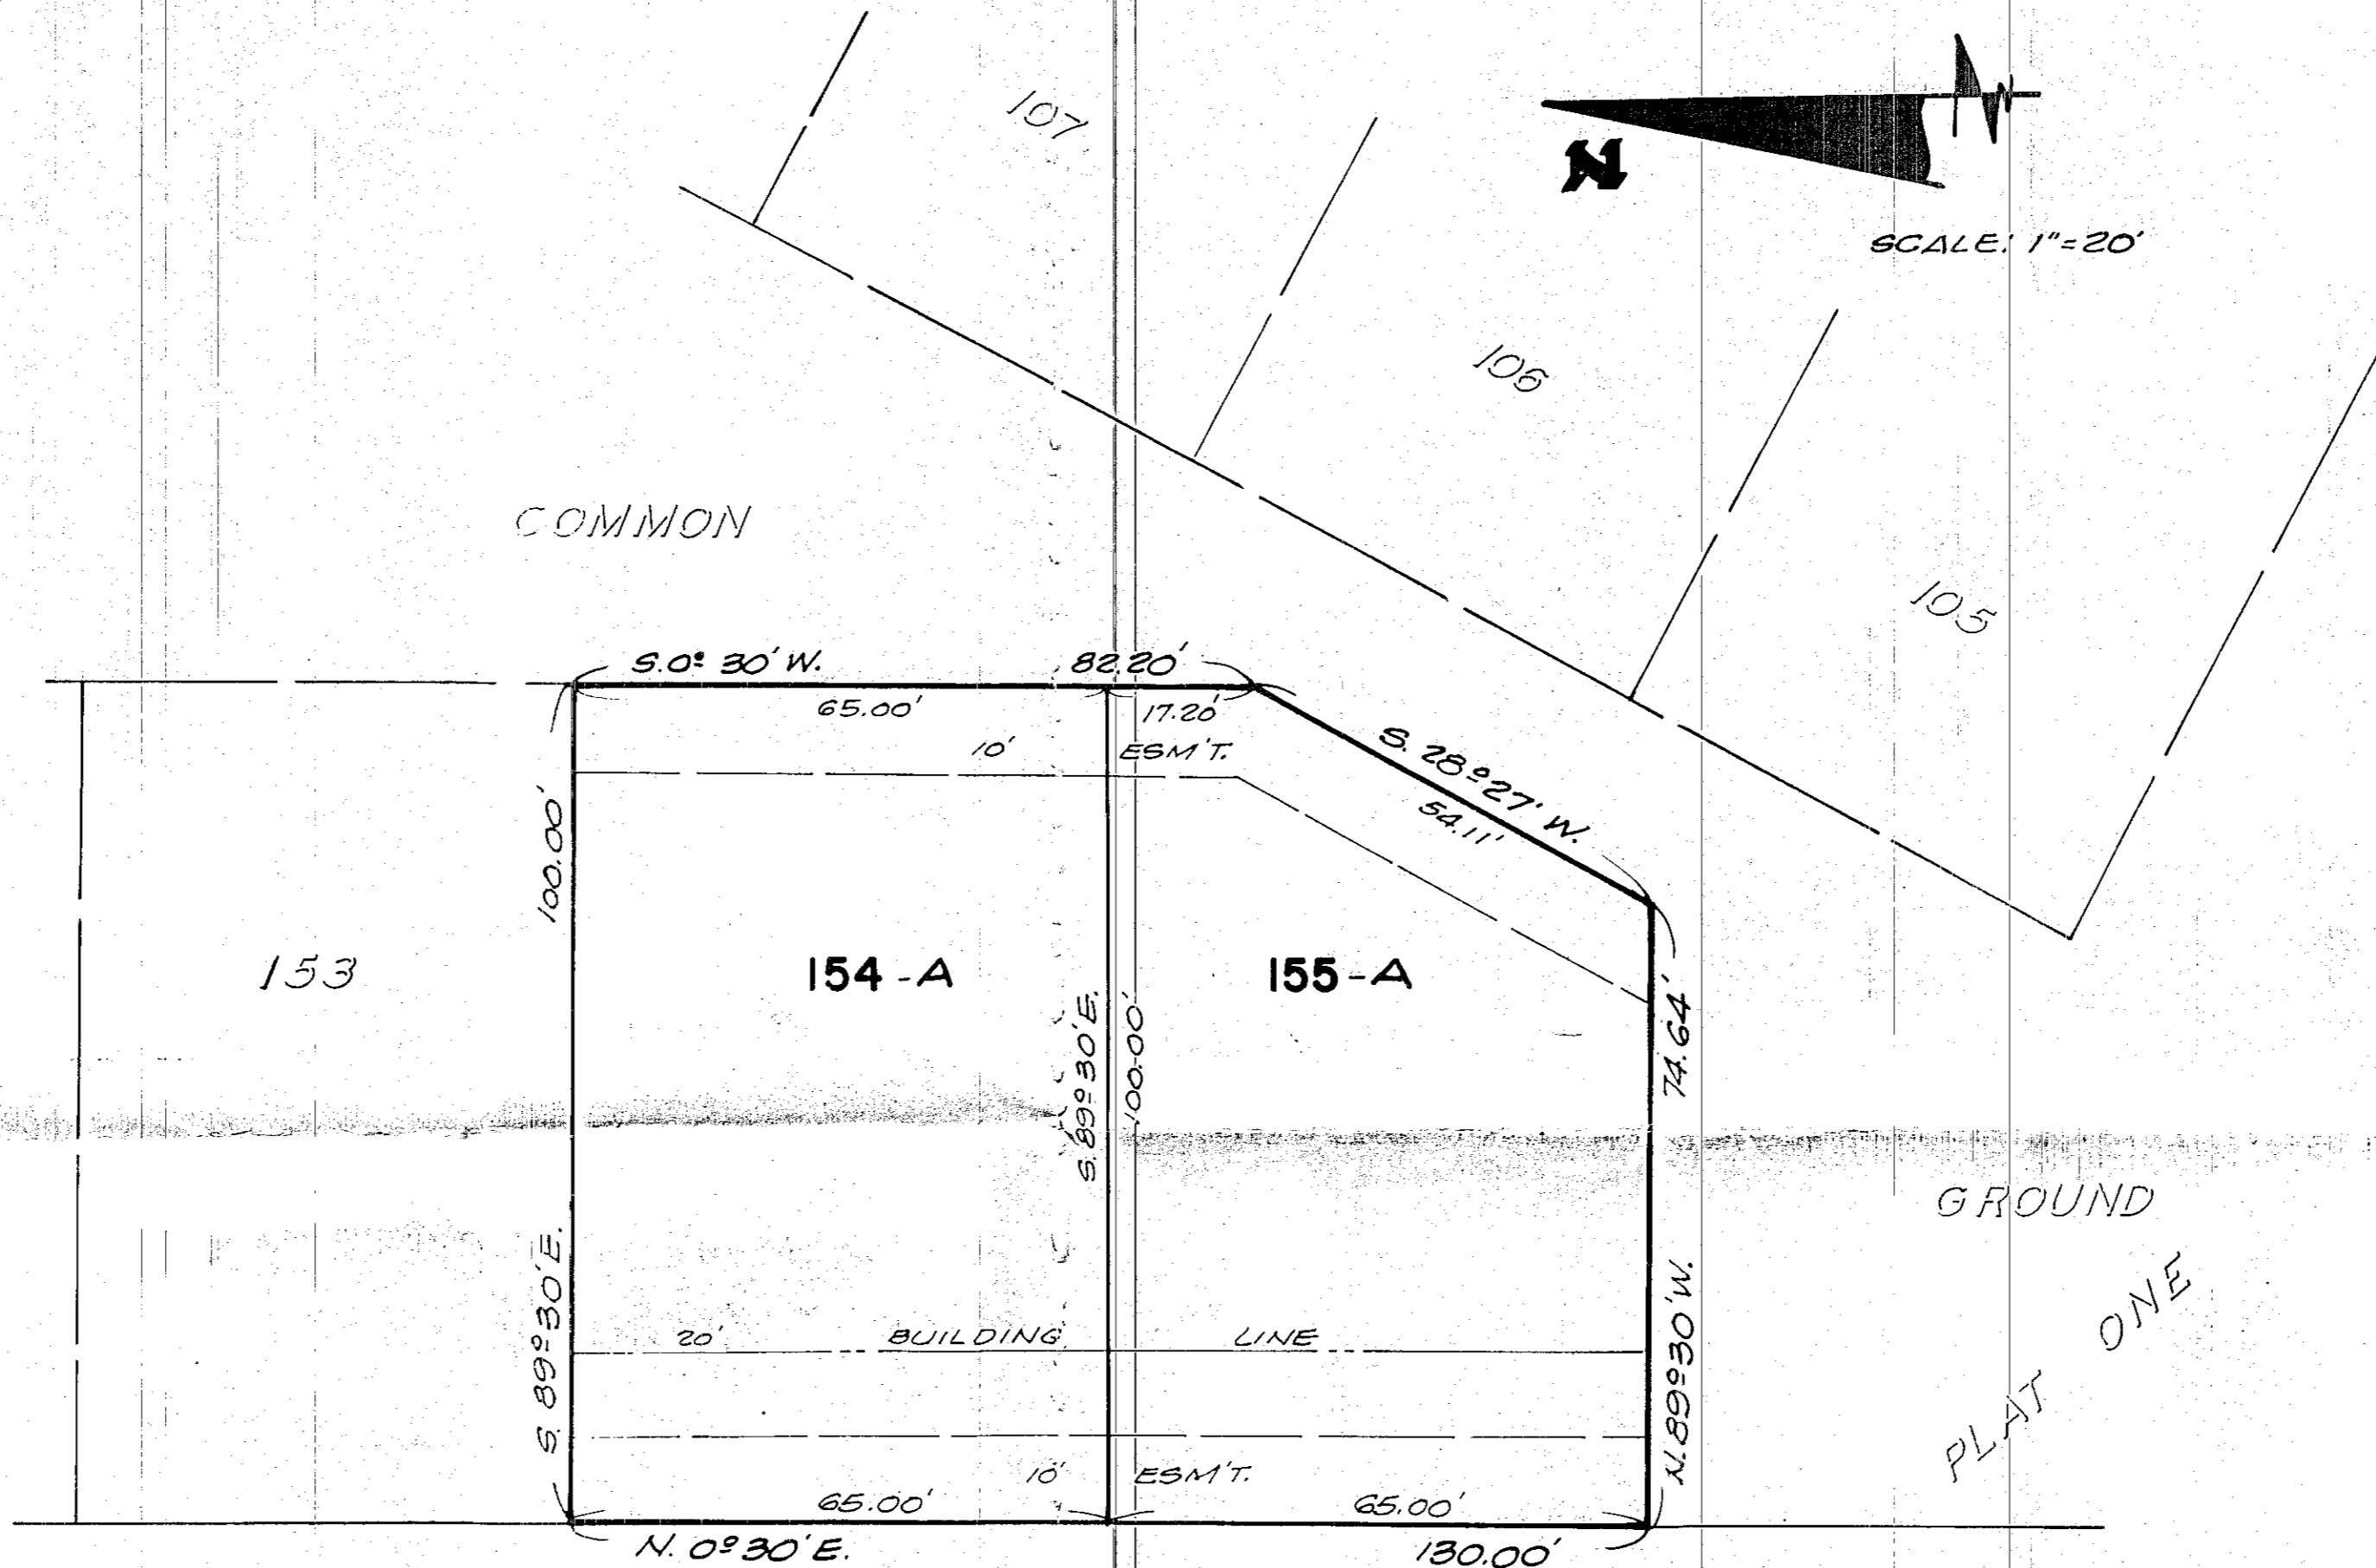 107
N
SCALE: 1"=20'
106
COMMON
105
S. 0° 30' W. 82.20'
65.00' 17.20'
10' ESM'T.
S. 28° 27' W.
54.11'
100.00'
S. 89° 30' E.
153
154-A
155-A
S. 89° 30' E.
100.00'
74.64'
N. 89° 30' W.
GROUND
20' BUILDING LINE
PLAT ONE
10' ESM'T.
65.00' 65.00'
N. 0° 30' E. 130.00'